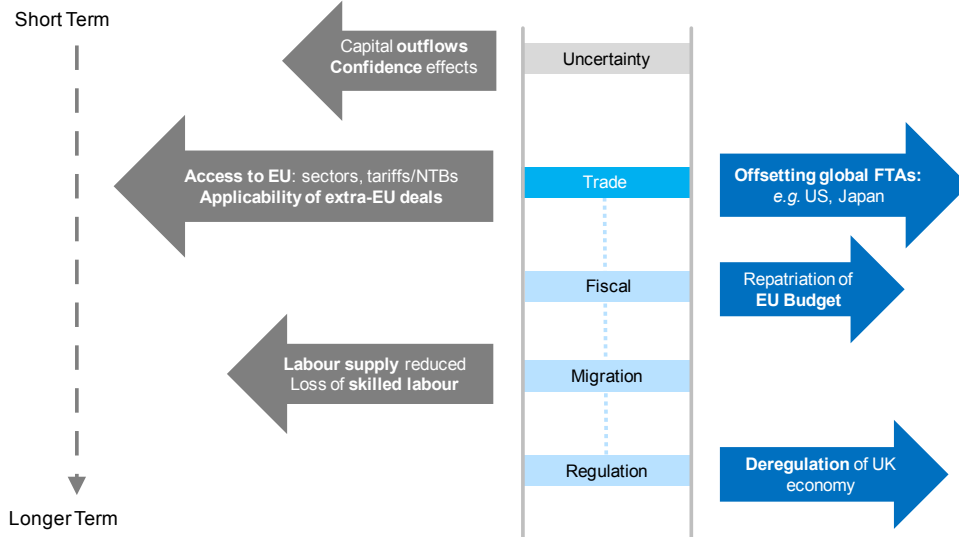 Short Term
Capital outflows
Confidence effects
Uncertainty
Access to EU: sectors, tariffs/NTBs
Applicability of extra-EU deals
Trade
Offsetting global FTAs:
e.g. US, Japan
Fiscal
Repatriation of
EU Budget
Labour supply reduced
Loss of skilled labour
Migration
Regulation
Deregulation of UK
economy
Longer Term